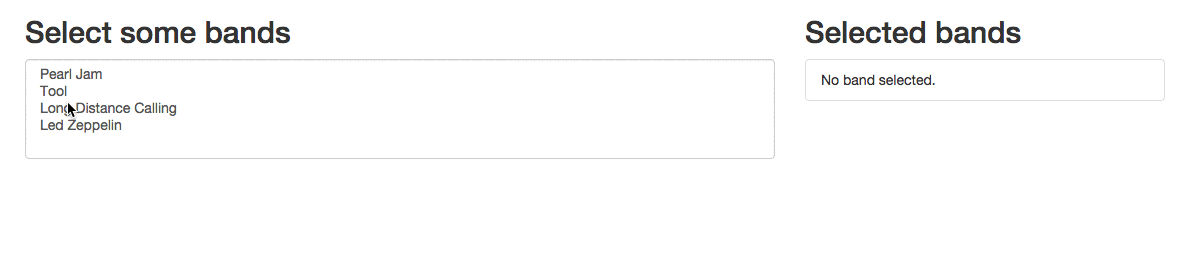 Select some bands
Pearl Jam
Tool
Long Distance Calling
Led Zeppelin
Selected bands
No band selected.